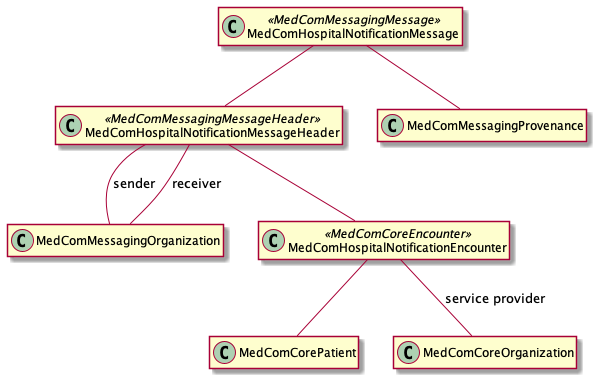 C
«MedComMessagingMessage»
MedComHospitalNotificationMessage
C
«MedComMessagingMessageHeader»
MedComHospitalNotificationMessageHeader
C
MedComMessagingProvenance
sender
receiver
C
MedComMessagingOrganization
C
«MedComCoreEncounter»
MedComHospitalNotificationEncounter
service provider
C
MedComCorePatient
C
MedComCoreOrganization